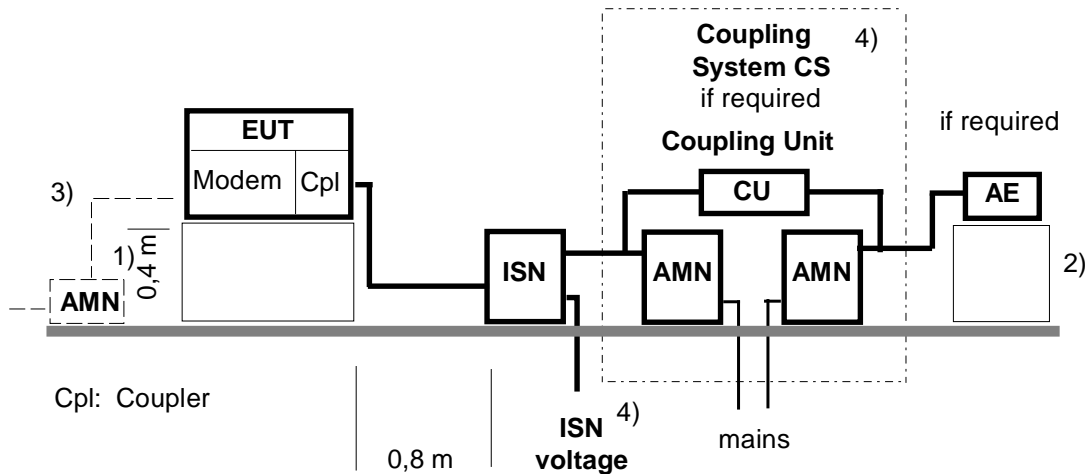 Coupling 4)
System CS
if required
if required
EUT
Coupling Unit
Modem Cpl
CU
AE
3)
1)
0,4 m
ISN
AMN
AMN
2)
AMN
Cpl: Coupler
4)
ISN
voltage
mains
0,8 m